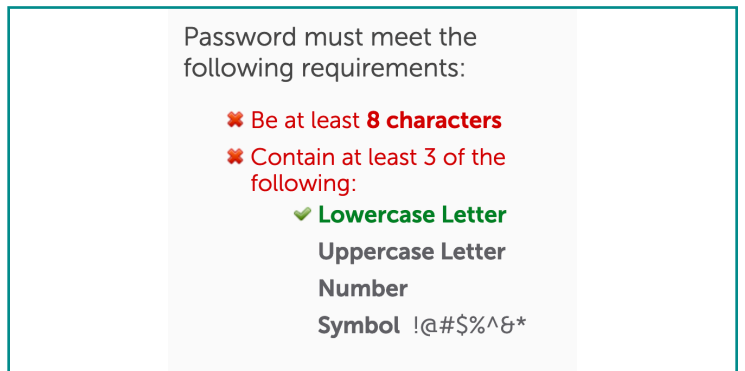 Password must meet the
following requirements:
Be at least 8 characters
Contain at least 3 of the
following:
Lowercase Letter
Uppercase Letter
Number
Symbol !@#$%^&*